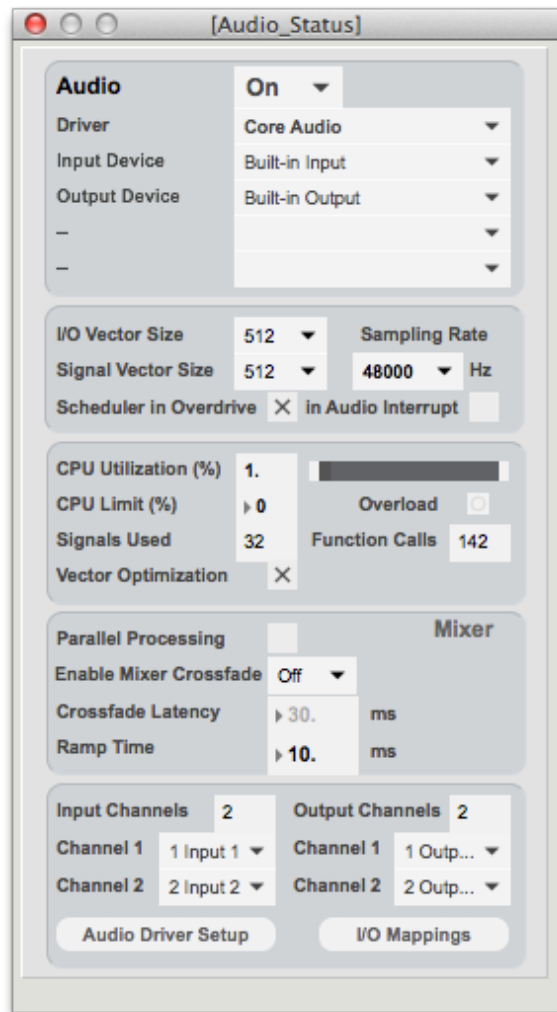 [Audio_Status]
Audio On
Driver Core Audio
Input Device Built-in Input
Output Device Built-in Output
–
–
I/O Vector Size 512 Sampling Rate
Signal Vector Size 512 48000 Hz
Scheduler in Overdrive X in Audio Interrupt
CPU Utilization (%) 1.
CPU Limit (%) 0 Overload
Signals Used 32 Function Calls 142
Vector Optimization X
Parallel Processing Mixer
Enable Mixer Crossfade Off
Crossfade Latency 30. ms
Ramp Time 10. ms
Input Channels 2 Output Channels 2
Channel 1 1 Input 1 Channel 1 1 Outp...
Channel 2 2 Input 2 Channel 2 2 Outp...
Audio Driver Setup I/O Mappings